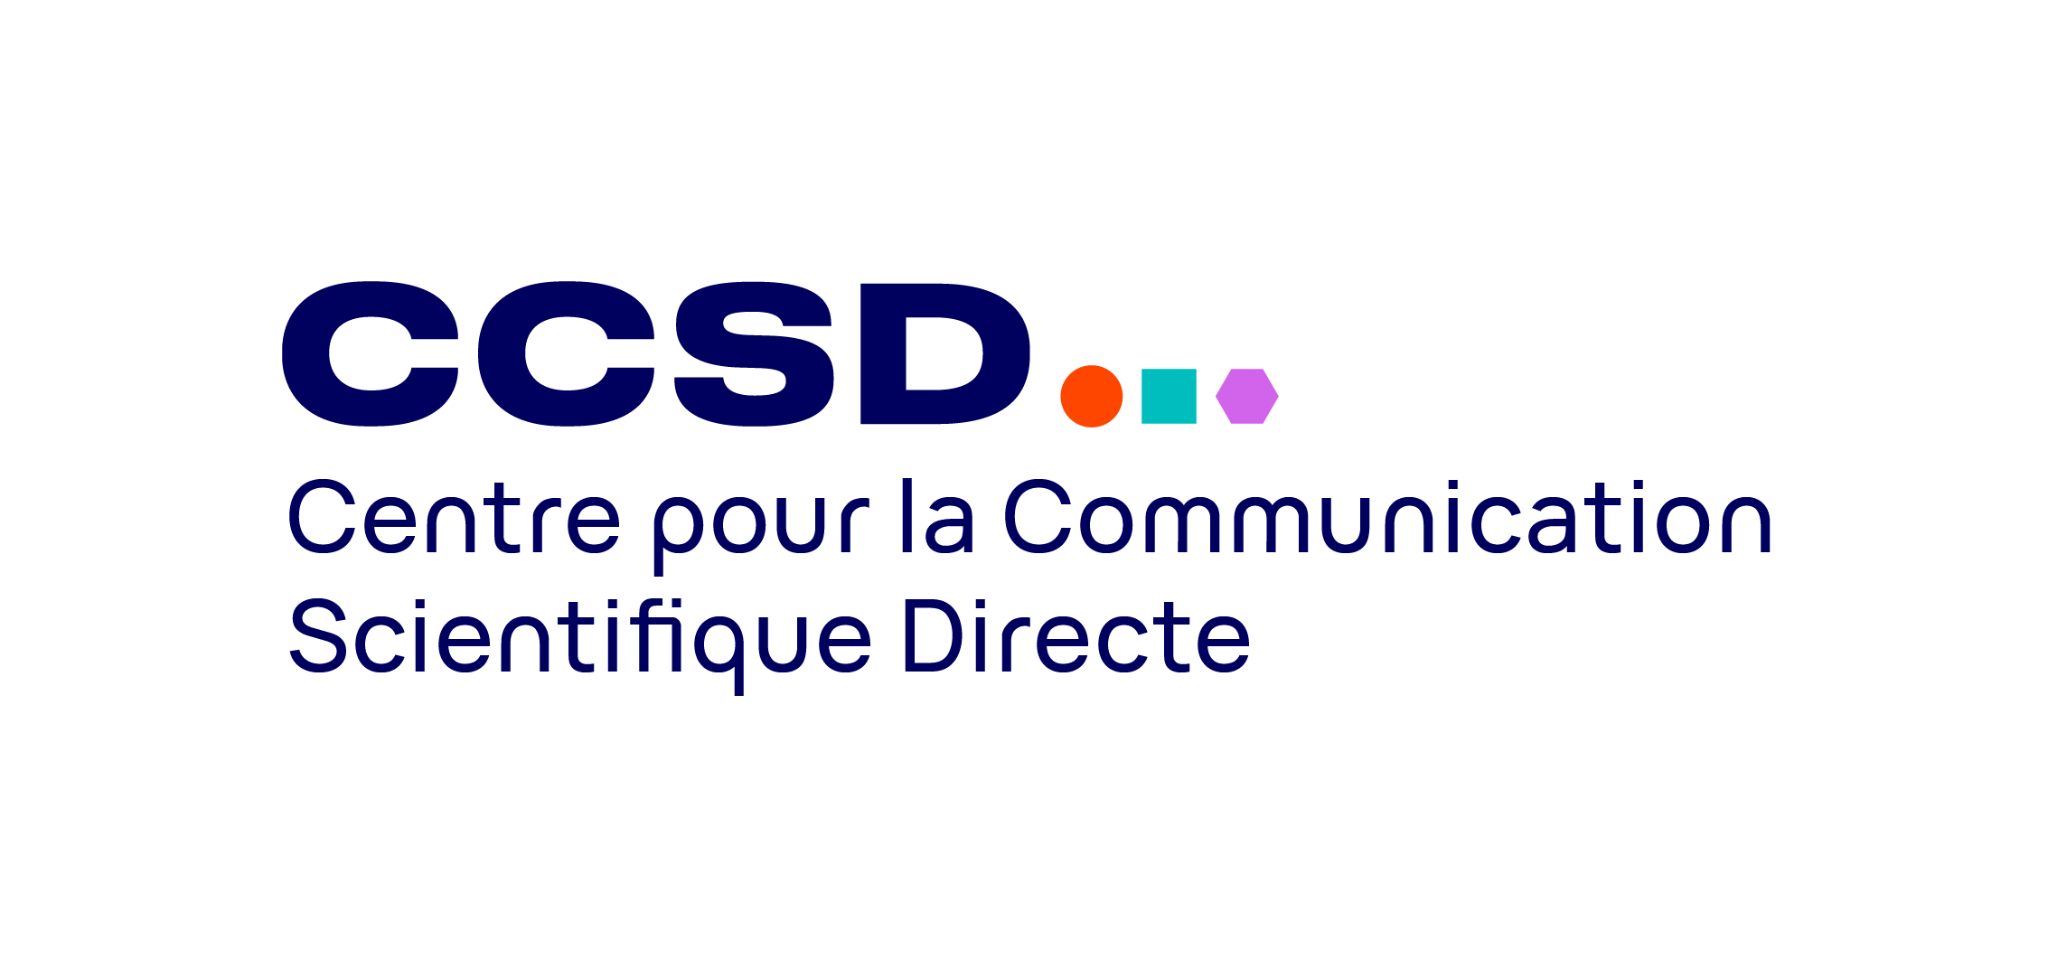 CCSD
Centre pour la Communication
Scientifique Directe